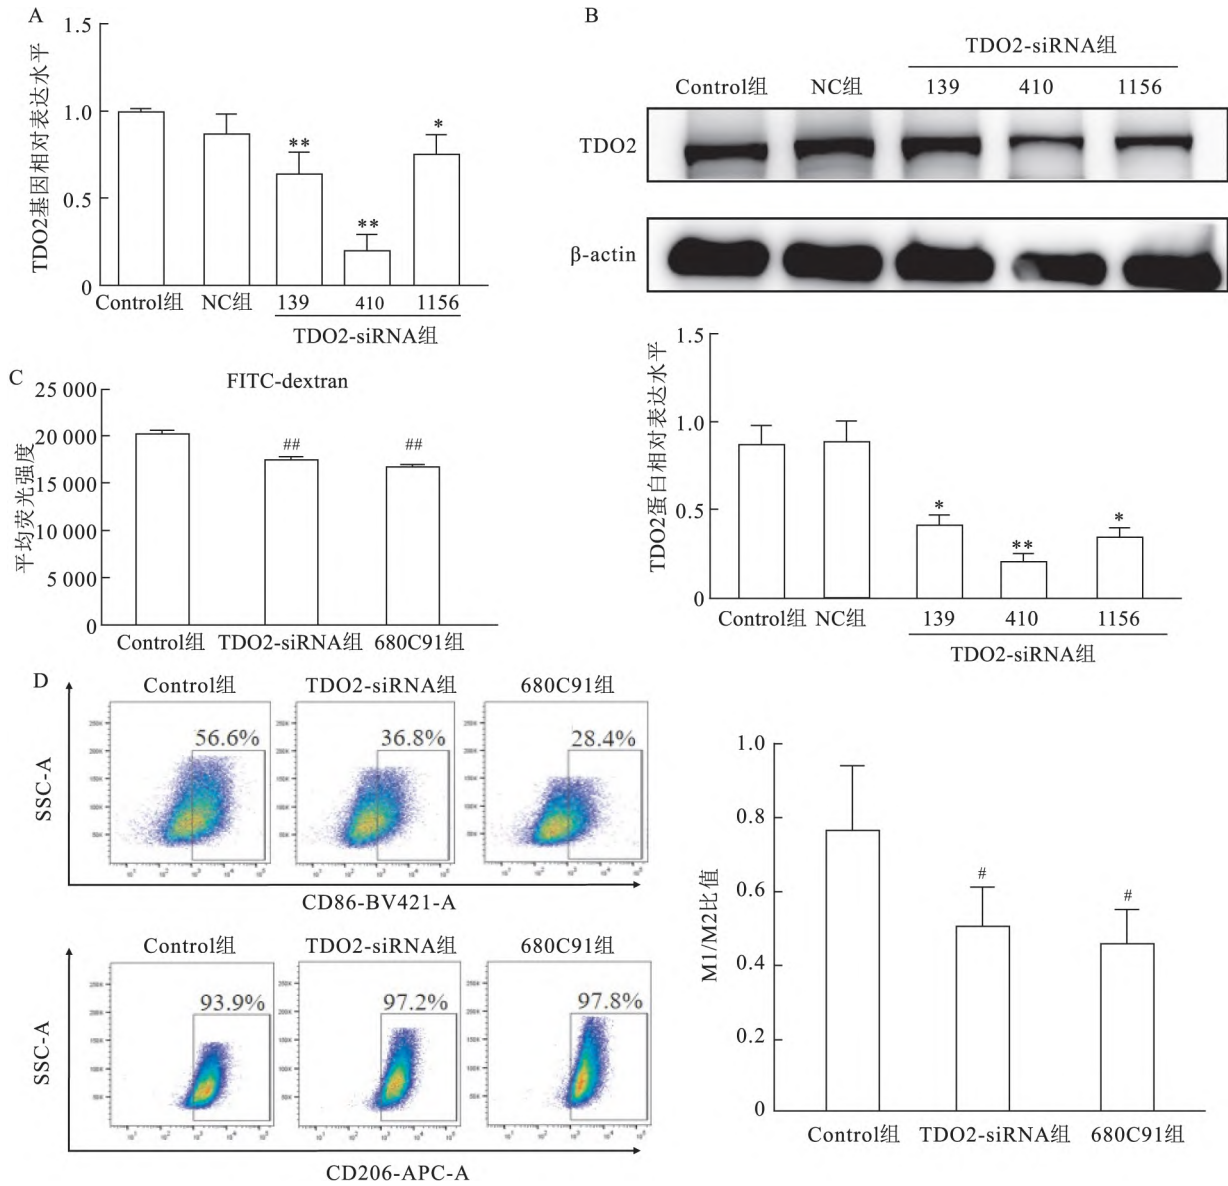 A
1.5
1.0
0.5
0
TDO2基因相对表达水平
** ** *
Control组 NC组 139 410 1156
TDO2-siRNA组
B
TDO2-siRNA组
Control组 NC组 139 410 1156
TDO2
β-actin
1.5
1.0
0.5
0
TDO2蛋白相对表达水平
* ** *
Control组 NC组 139 410 1156
TDO2-siRNA组
C
FITC-dextran
25 000
20 000
15 000
10 000
5 000
0
平均荧光强度
## ##
Control组 TDO2-siRNA组 680C91组
D
Control组 TDO2-siRNA组 680C91组
56.6% 36.8% 28.4%
SSC-A
CD86-BV421-A
Control组 TDO2-siRNA组 680C91组
93.9% 97.2% 97.8%
SSC-A
CD206-APC-A
1.0
0.8
0.6
0.4
0.2
0
M1/M2比值
# #
Control组 TDO2-siRNA组 680C91组